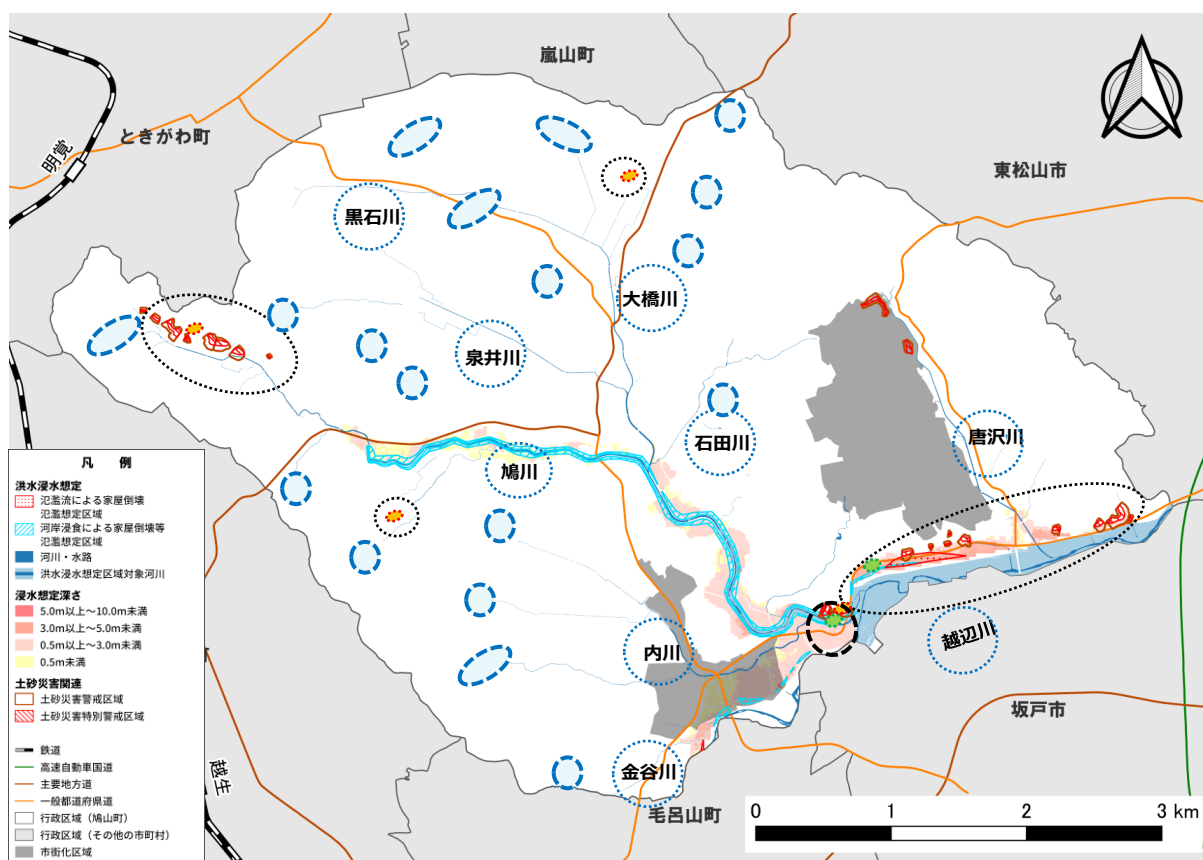 嵐山町
ときがわ町
明覚
東松山市
黒石川
大橋川
泉井川
石田川
唐沢川
鳩川
越辺川
内川
坂戸市
金谷川
毛呂山町
越生
凡 例
洪水浸水想定
氾濫流による家屋倒壊
氾濫想定区域
河岸浸食による家屋倒壊等
氾濫想定区域
河川・水路
洪水浸水想定区域対象河川
浸水想定深さ
5.0m以上～10.0m未満
3.0m以上～5.0m未満
0.5m以上～3.0m未満
0.5m未満
土砂災害関連
土砂災害警戒区域
土砂災害特別警戒区域
鉄道
高速自動車国道
主要地方道
一般都道府県道
行政区域（鳩山町）
行政区域（その他の市町村）
市街化区域
0 1 2 3 km